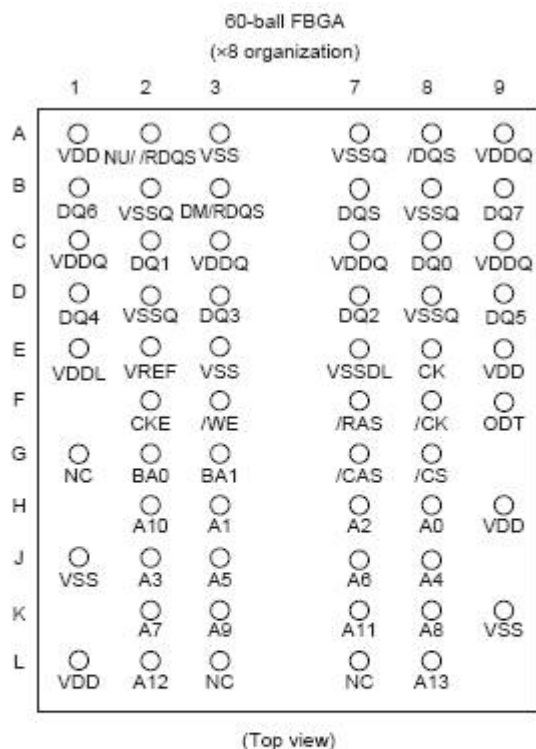 60-ball FBGA
(×8 organization)
1 2 3 7 8 9
A
VDD NU/ /RDQS VSS VSSQ /DQS VDDQ
B
DQ6 VSSQ DM/RDQS DQS VSSQ DQ7
C
VDDQ DQ1 VDDQ VDDQ DQ0 VDDQ
D
DQ4 VSSQ DQ3 DQ2 VSSQ DQ5
E
VDDL VREF VSS VSSDL CK VDD
F
CKE /WE /RAS /CK ODT
G
NC BA0 BA1 /CAS /CS
H
A10 A1 A2 A0 VDD
J
VSS A3 A5 A6 A4
K
A7 A9 A11 A8 VSS
L
VDD A12 NC NC A13
(Top view)